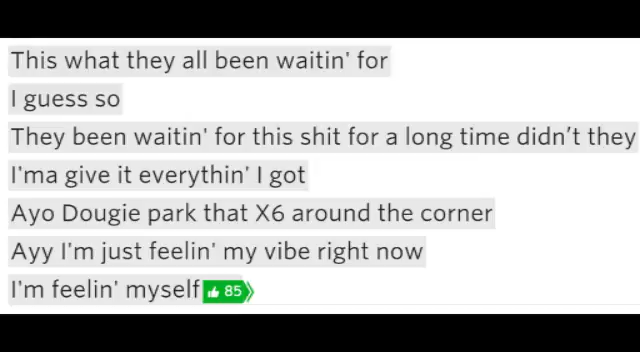 This what they all been waitin' for
I guess so
They been waitin' for this shit for a long time didn’t they
I'ma give it everythin' I got
Ayo Dougie park that X6 around the corner
Ayy I'm just feelin' my vibe right now
I'm feelin' myself 85